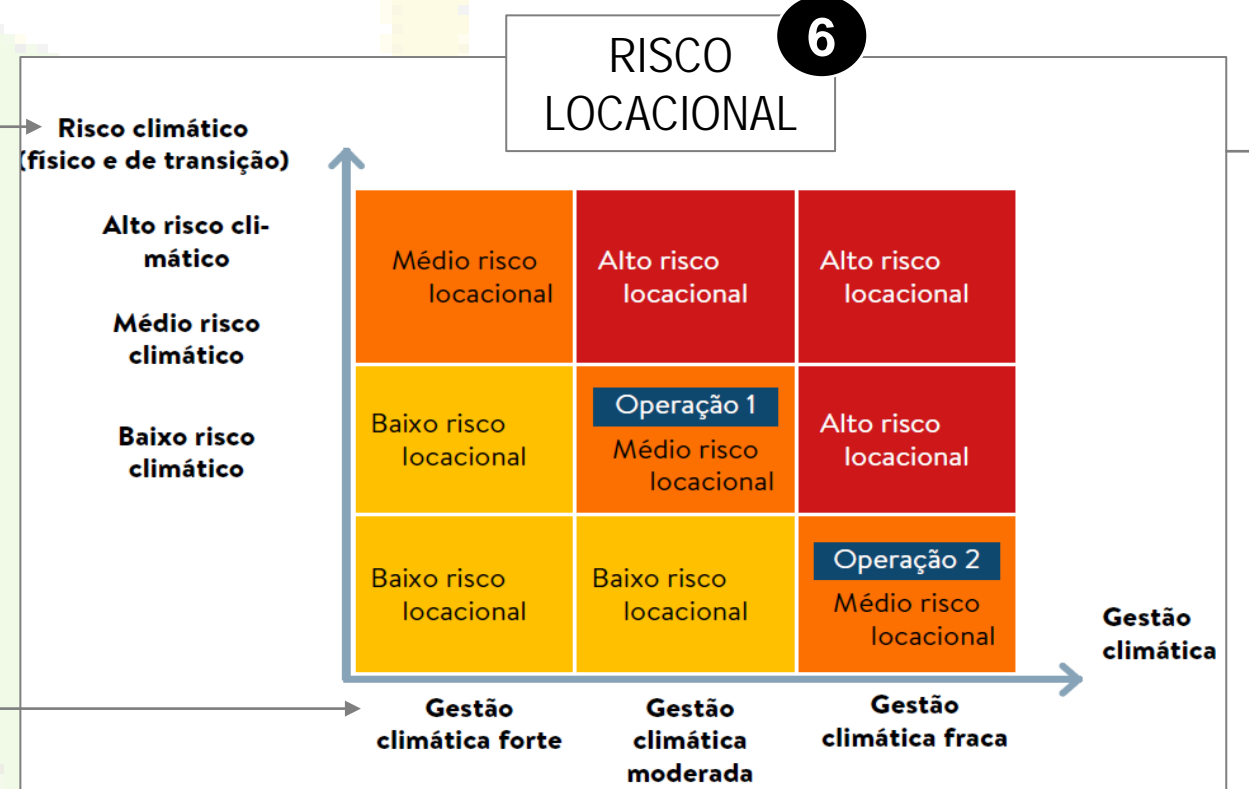 RISCO
LOCACIONAL
6
Risco climático
(físico e de transição)
Alto risco cli-
mático
Médio risco
climático
Baixo risco
climático
Médio risco
locacional
Alto risco
locacional
Alto risco
locacional
Baixo risco
locacional
Operação 1
Médio risco
locacional
Alto risco
locacional
Baixo risco
locacional
Baixo risco
locacional
Operação 2
Médio risco
locacional
Gestão
climática
Gestão
climática forte
Gestão
climática
moderada
Gestão
climática fraca